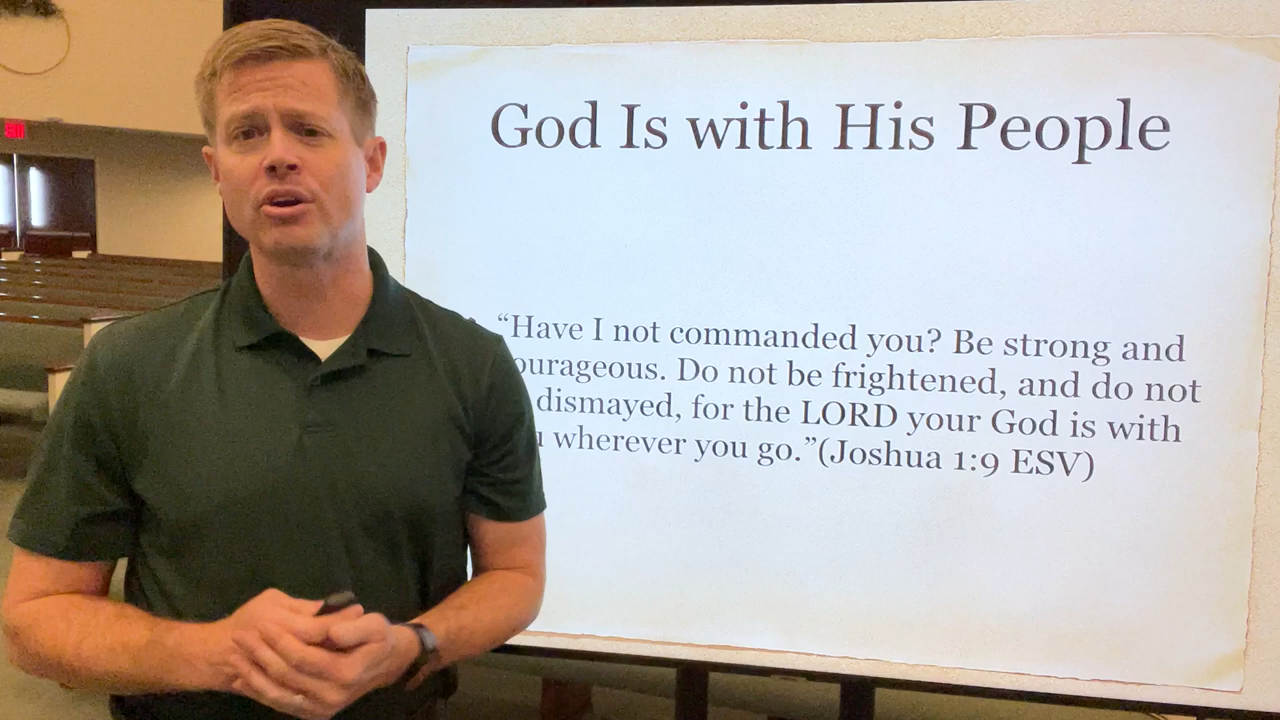 EXIT
God Is with His People
“Have I not commanded you? Be strong and
ourageous. Do not be frightened, and do not
dismayed, for the LORD your God is with
u wherever you go.”(Joshua 1:9 ESV)